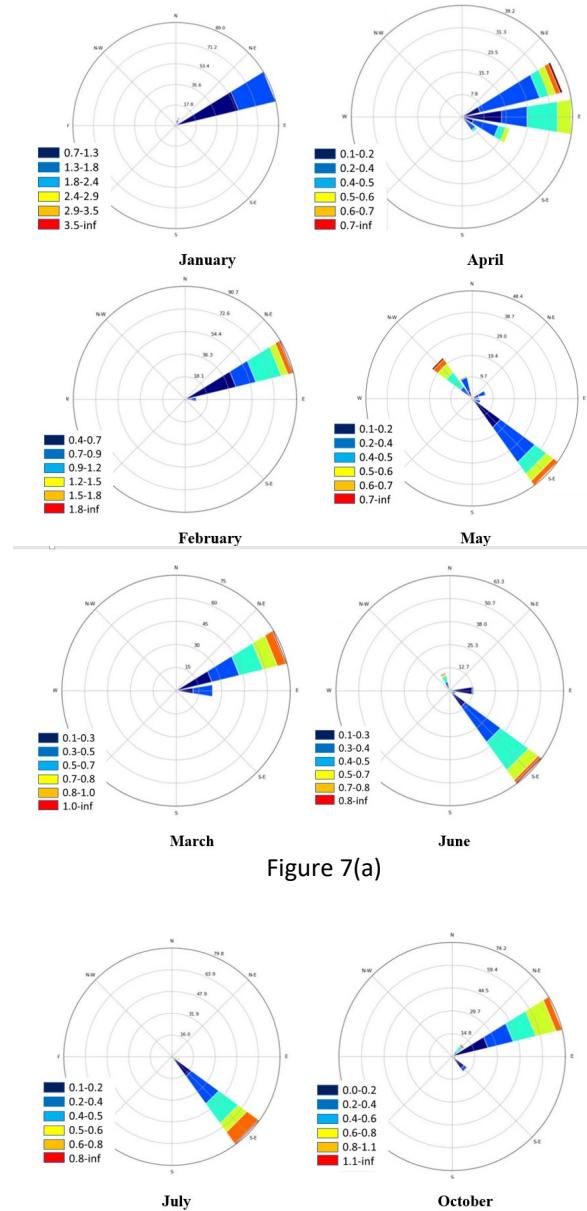 N
N-E
E
S-E
S
N-W
17.8
35.6
53.4
71.2
89.0
0.7-1.3
1.3-1.8
1.8-2.4
2.4-2.9
2.9-3.5
3.5-inf
January
N
N-E
E
S-E
S
W
N-W
7.8
15.7
23.5
31.3
39.2
0.1-0.2
0.2-0.4
0.4-0.5
0.5-0.6
0.6-0.7
0.7-inf
April
N
N-E
E
S-E
S
N-W
18.1
36.3
54.4
72.6
90.7
0.4-0.7
0.7-0.9
0.9-1.2
1.2-1.5
1.5-1.8
1.8-inf
February
N
N-E
E
S-E
S
W
N-W
9.7
19.4
29.0
38.7
48.4
0.1-0.2
0.2-0.4
0.4-0.5
0.5-0.6
0.6-0.7
0.7-inf
May
N
N-E
E
S-E
S
W
N-W
15
30
45
60
75
0.1-0.3
0.3-0.5
0.5-0.7
0.7-0.8
0.8-1.0
1.0-inf
March
N
N-E
E
S-E
S
W
N-W
12.7
38.0
50.7
63.3
0.1-0.3
0.3-0.4
0.4-0.5
0.5-0.7
0.7-0.8
0.8-inf
June
Figure 7(a)
N
N-E
E
S-E
S
N-W
16.0
31.9
47.9
63.9
79.8
0.1-0.2
0.2-0.4
0.4-0.5
0.5-0.6
0.6-0.8
0.8-inf
July
N
N-E
E
S-E
S
W
N-W
14.8
29.7
44.5
59.4
74.2
0.0-0.2
0.2-0.4
0.4-0.6
0.6-0.8
0.8-1.1
1.1-inf
October